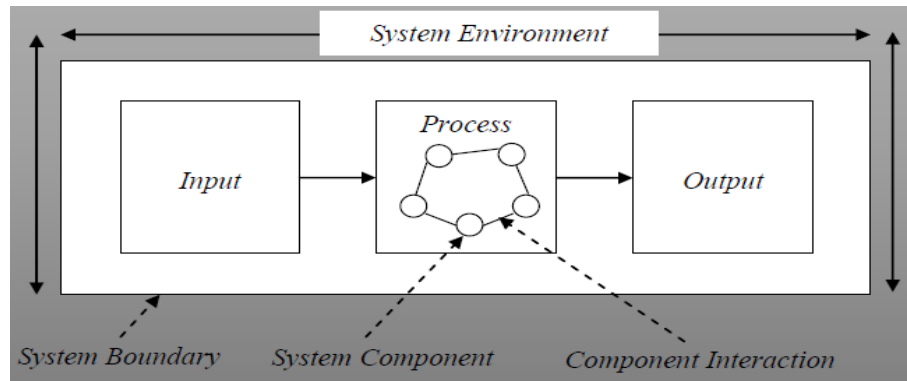 System Environment
Process
Input
Output
System Boundary
System Component
Component Interaction